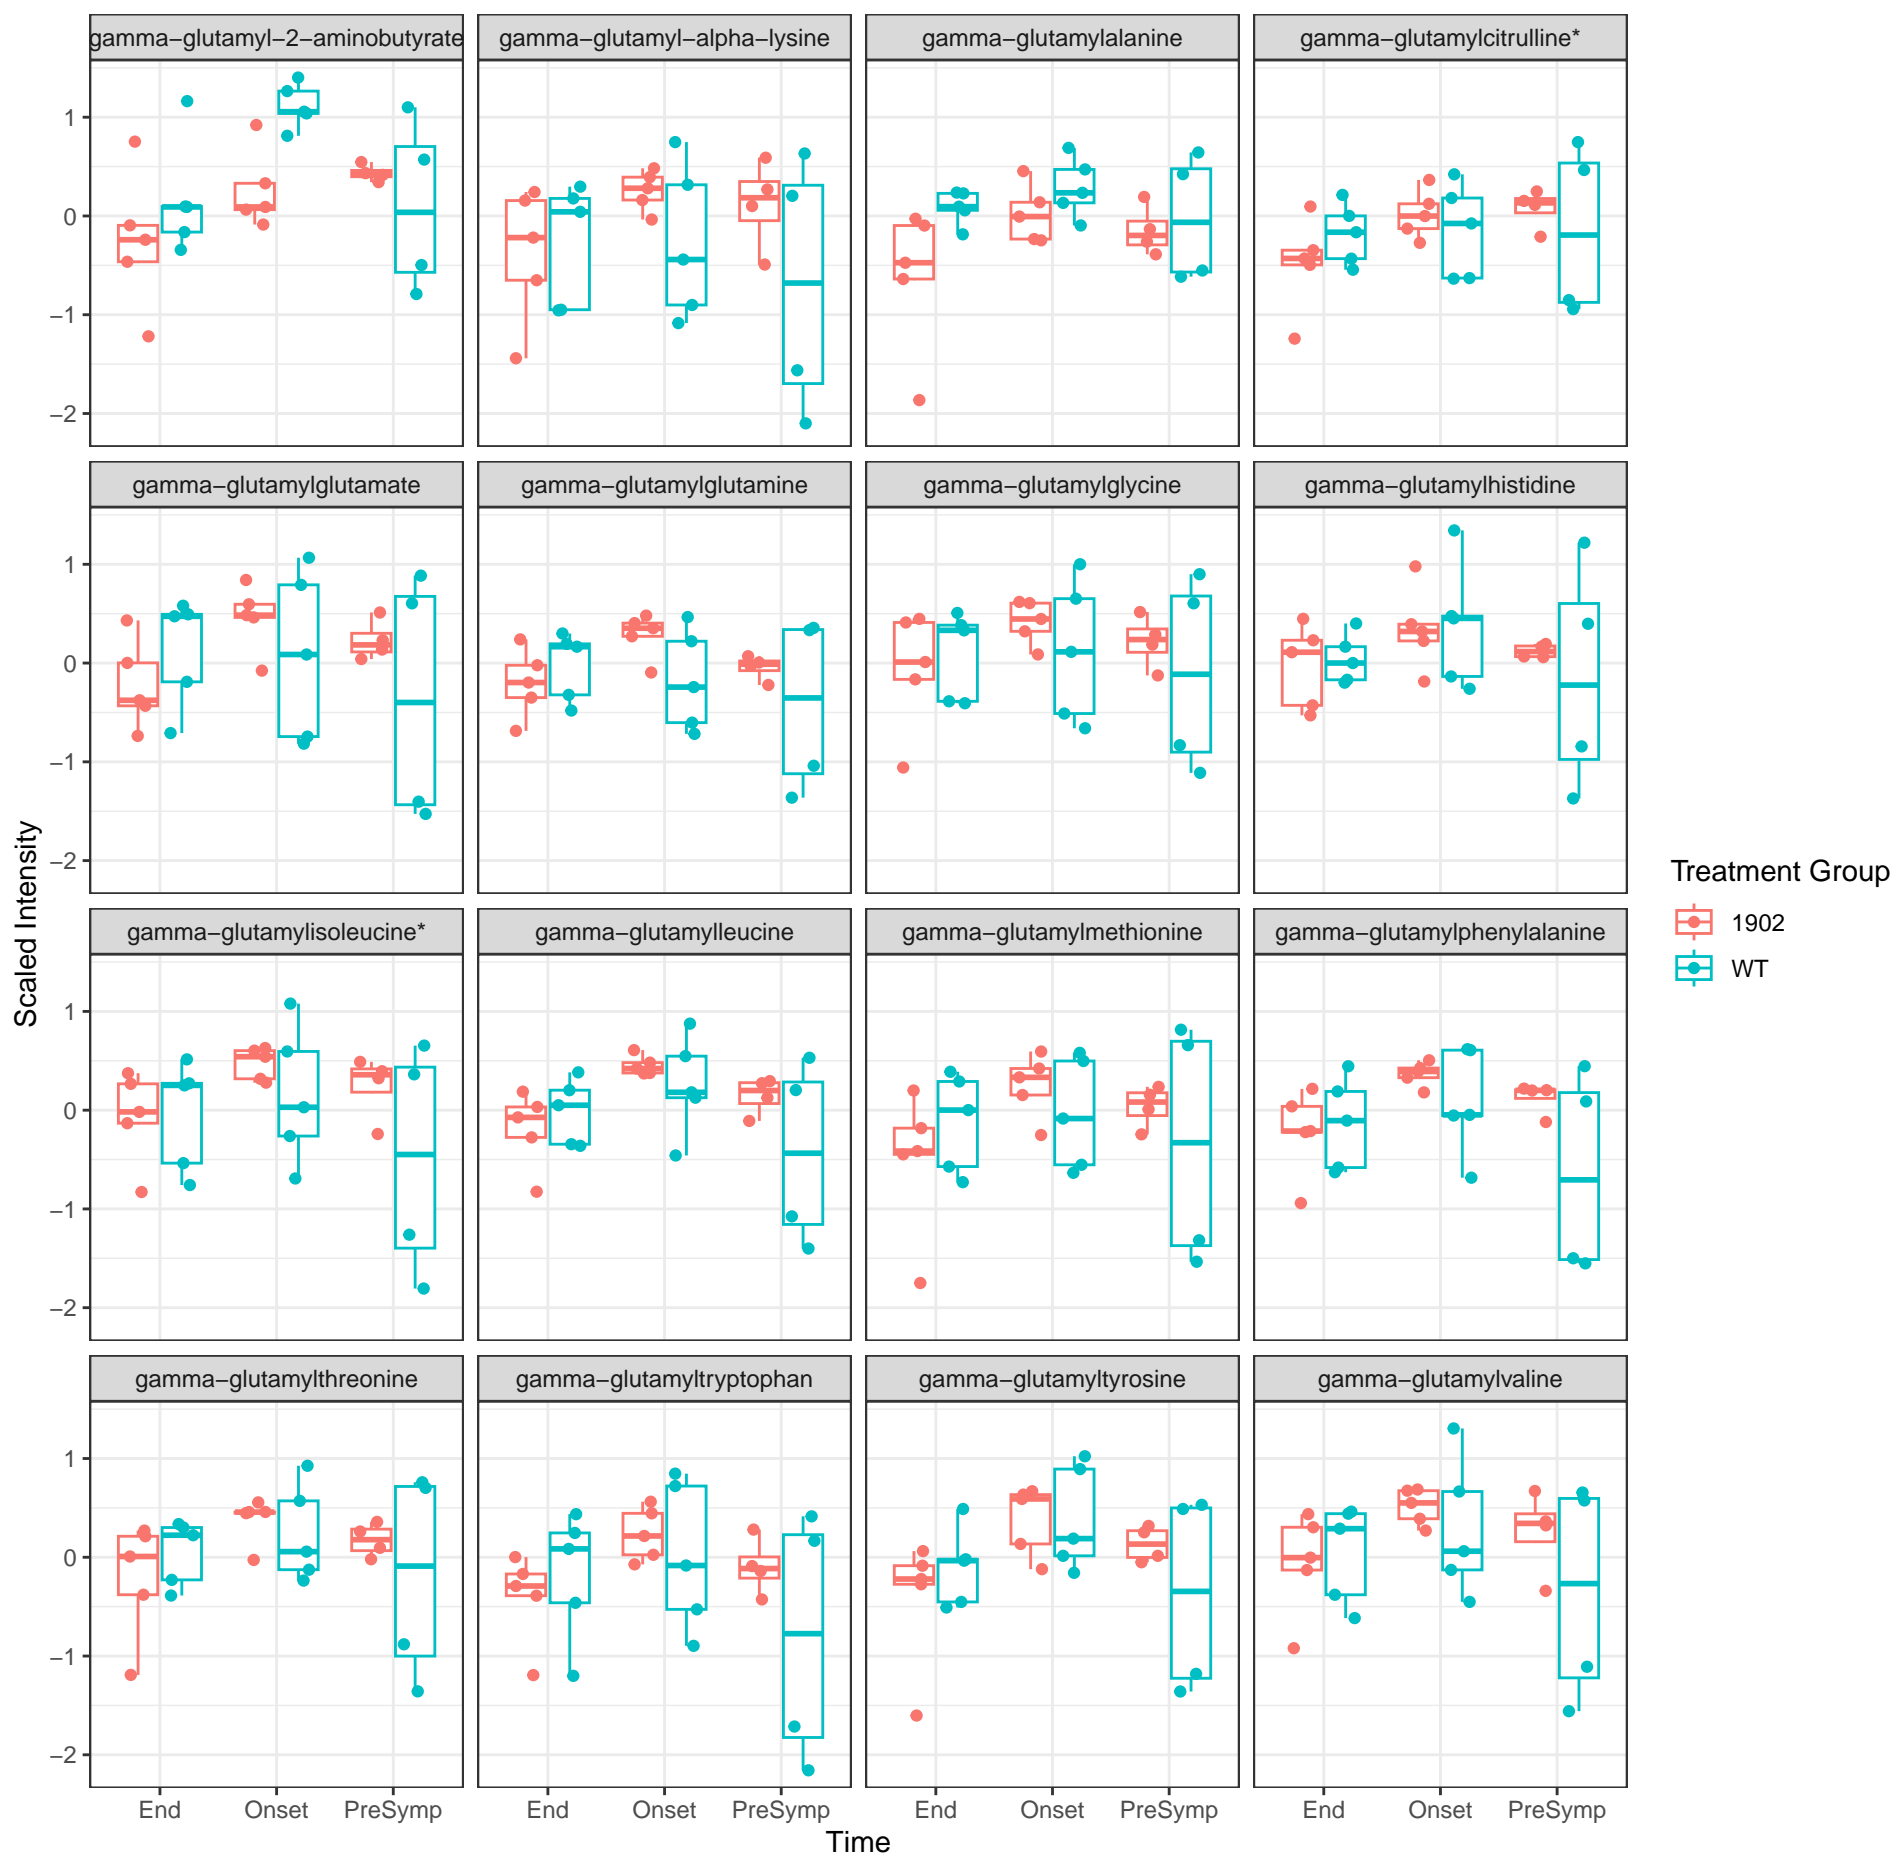 gamma−glutamyl−2−aminobutyrate
gamma−glutamyl−alpha−lysine
gamma−glutamylalanine
gamma−glutamylcitrulline*
1
0
−1
−2
gamma−glutamylglutamate
gamma−glutamylglutamine
gamma−glutamylglycine
gamma−glutamylhistidine
1
0
−1
−2
gamma−glutamylisoleucine*
gamma−glutamylleucine
gamma−glutamylmethionine
gamma−glutamylphenylalanine
1
0
−1
−2
gamma−glutamylthreonine
gamma−glutamyltryptophan
gamma−glutamyltyrosine
gamma−glutamylvaline
1
0
−1
−2
End Onset PreSymp
End Onset PreSymp
End Onset PreSymp
End Onset PreSymp
Time
Scaled Intensity
Treatment Group
1902
WT